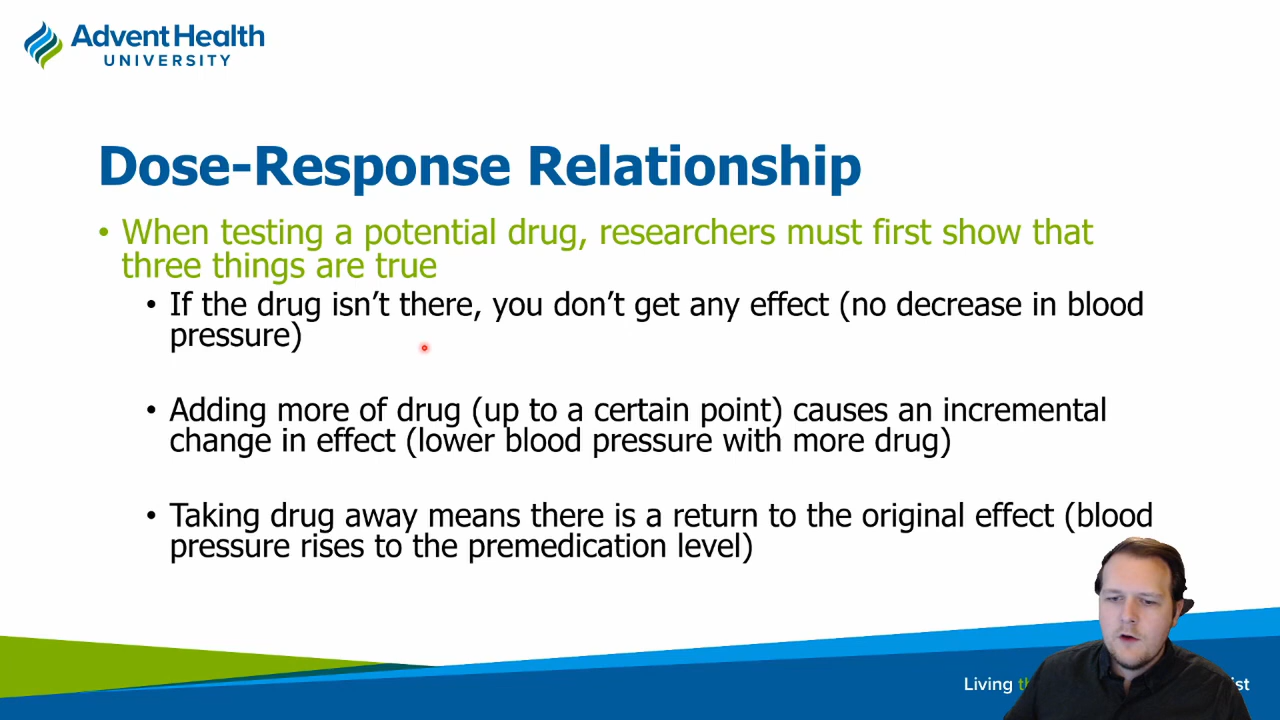 AdventHealth
UNIVERSITY
Dose-Response Relationship
• When testing a potential drug, researchers must first show that
three things are true
• If the drug isn’t there, you don’t get any effect (no decrease in blood
pressure)
• Adding more of drug (up to a certain point) causes an incremental
change in effect (lower blood pressure with more drug)
• Taking drug away means there is a return to the original effect (blood
pressure rises to the premedication level)
Living